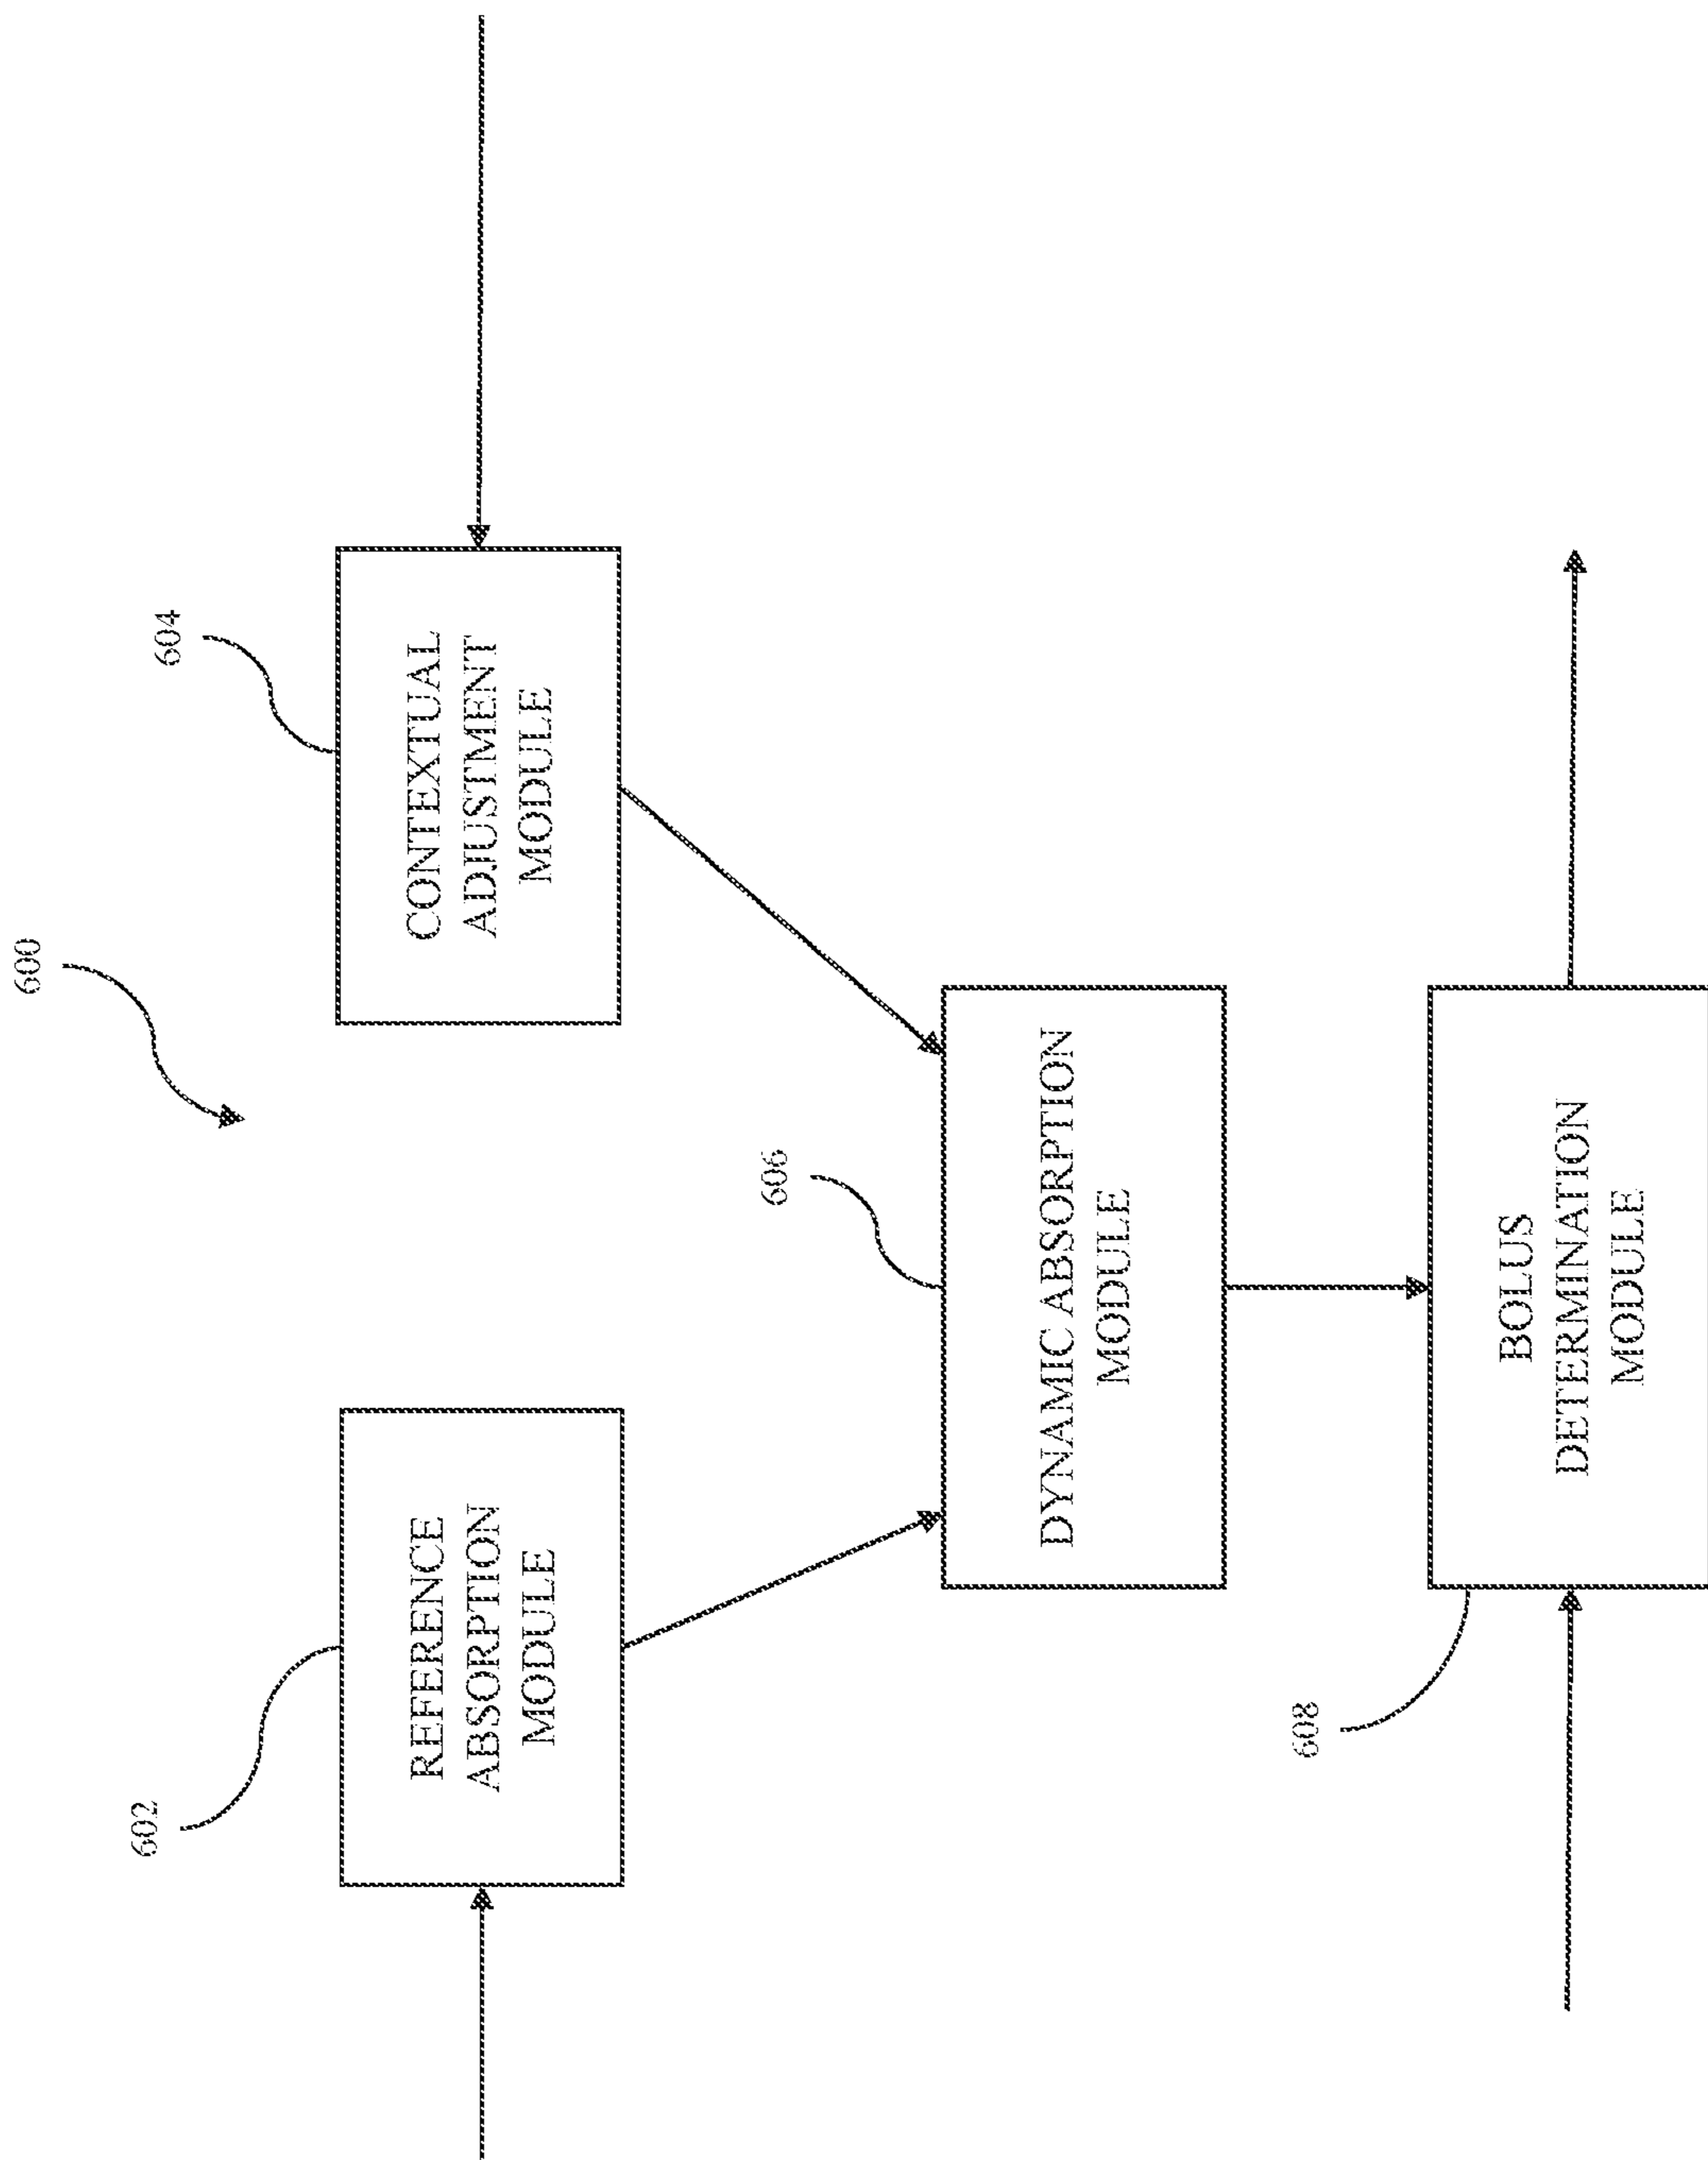 600
602
REFERENCE
ABSORPTION
MODULE
604
CONTEXTUAL
ADJUSTMENT
MODULE
606
DYNAMIC ABSORPTION
MODULE
608
BOLUS
DETERMINATION
MODULE